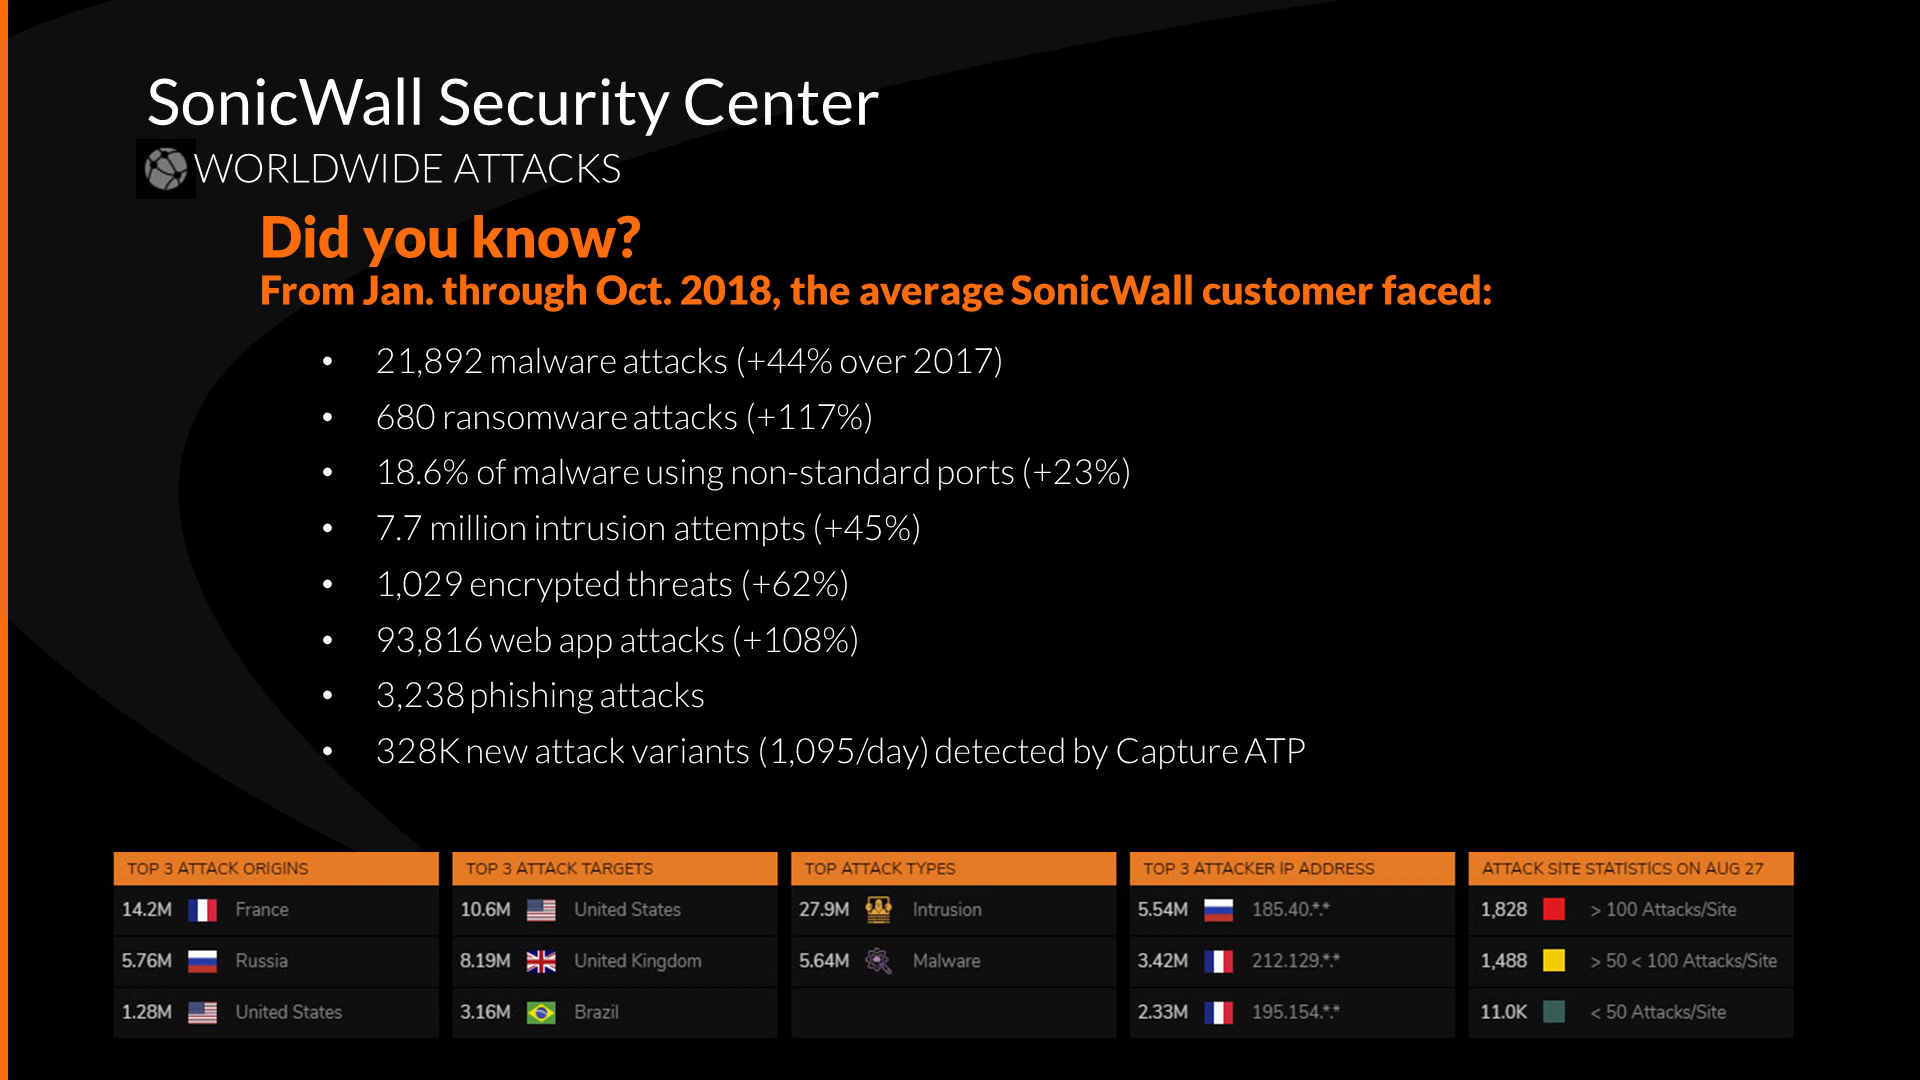 SonicWall Security Center
WORLDWIDE ATTACKS
Did you know?
From Jan. through Oct. 2018, the average SonicWall customer faced:
• 21,892 malware attacks (+44% over 2017)
• 680 ransomware attacks (+117%)
• 18.6% of malware using non-standard ports (+23%)
• 7.7 million intrusion attempts (+45%)
• 1,029 encrypted threats (+62%)
• 93,816 web app attacks (+108%)
• 3,238 phishing attacks
• 328K new attack variants (1,095/day) detected by Capture ATP
TOP 3 ATTACK ORIGINS
14.2M France
5.76M Russia
1.28M United States
TOP 3 ATTACK TARGETS
10.6M United States
8.19M United Kingdom
3.16M Brazil
TOP ATTACK TYPES
27.9M Intrusion
5.64M Malware
TOP 3 ATTACKER IP ADDRESS
5.54M 185.40.*.*
3.42M 212.129.*.*
2.33M 195.154.*.*
ATTACK SITE STATISTICS ON AUG 27
1,828 > 100 Attacks/Site
1,488 > 50 < 100 Attacks/Site
11.0K < 50 Attacks/Site